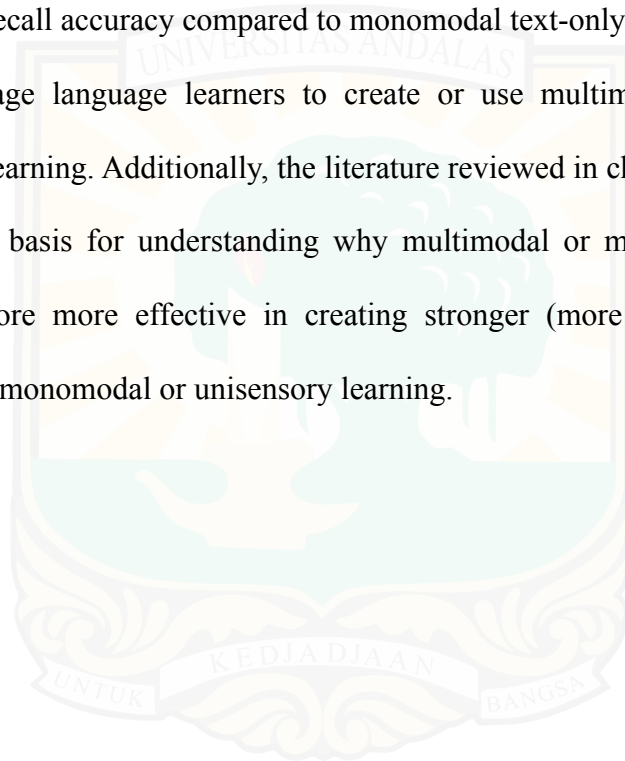 ecall accuracy compared to monomodal text-only
UNIVERSITAS ANDALAS
age language learners to create or use multim
earning. Additionally, the literature reviewed in cl
basis for understanding why multimodal or m
ore more effective in creating stronger (more
monomodal or unisensory learning.
KEDJADJAAN
UNTUK BANGSA